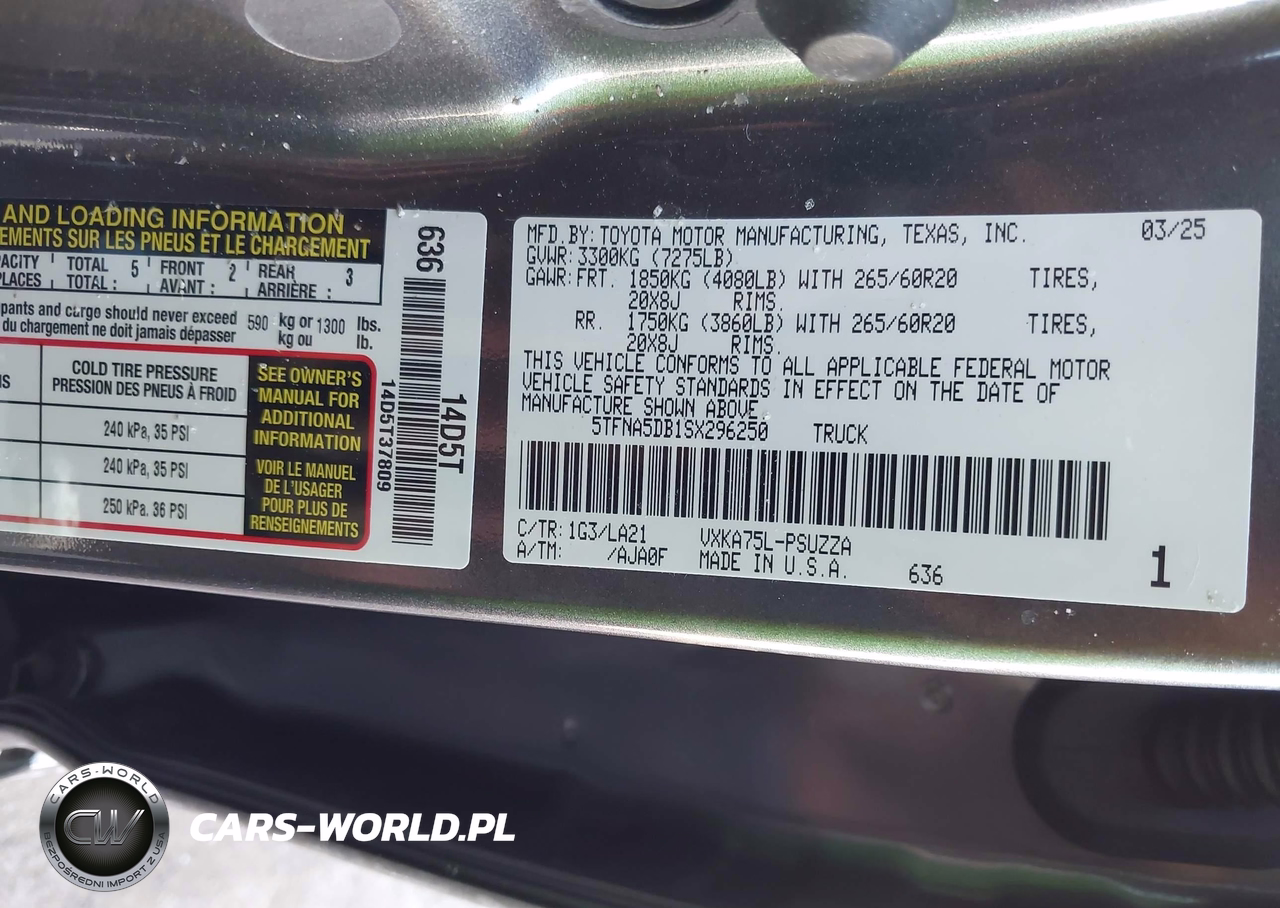 AND LOADING INFORMATION
EMENTS SUR LES PNEUS ET LE CHARGEMENT
PACITY TOTAL 5 FRONT 2 REAR 3
PLACES TOTAL : AVANT : ARRIÈRE :
pants and cargo should never exceed 590 kg or 1300 lbs.
du chargement ne doit jamais dépasser kg ou lb.
COLD TIRE PRESSURE
PRESSION DES PNEUS À FROID
240 kPa, 35 PSI
240 kPa, 35 PSI
250 kPa. 36 PSI
SEE OWNER'S
MANUAL FOR
ADDITIONAL
INFORMATION
VOIR LE MANUEL
DE L'USAGER
POUR PLUS DE
RENSEIGNEMENTS
636
14D5T
14D5T37809
MFD.BY:TOYOTA MOTOR MANUFACTURING, TEXAS, INC. 03/25
GVWR:3300KG (7275LB)
GAWR:FRT. 1850KG (4080LB) WITH 265/60R20 TIRES,
20X8J RIMS.
RR. 1750KG (3860LB) WITH 265/60R20 TIRES,
20X8J RIMS.
THIS VEHICLE CONFORMS TO ALL APPLICABLE FEDERAL MOTOR
VEHICLE SAFETY STANDARDS IN EFFECT ON THE DATE OF
MANUFACTURE SHOWN ABOVE.
5TFNA5DB1SX296250 TRUCK
C/TR:1G3/LA21 VXKA75L-PSUZZA
A/TM: /AJA0F MADE IN U.S.A. 636 1
CARS-WORLD
CW
BEZPOŚREDNI IMPORT Z USA
CARS-WORLD.PL